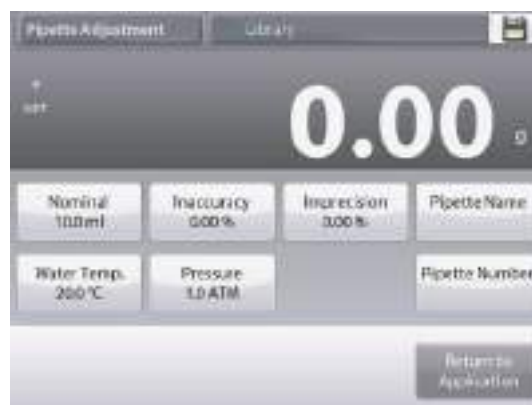 Pipette Adjustment
Library
NET
0.00
g
Nominal
10.0 ml
Inaccuracy
0.00 %
Imprecision
0.00 %
Pipette Name
Water Temp.
20.0 °C
Pressure
1.0 ATM
Pipette Number
Return to
Application